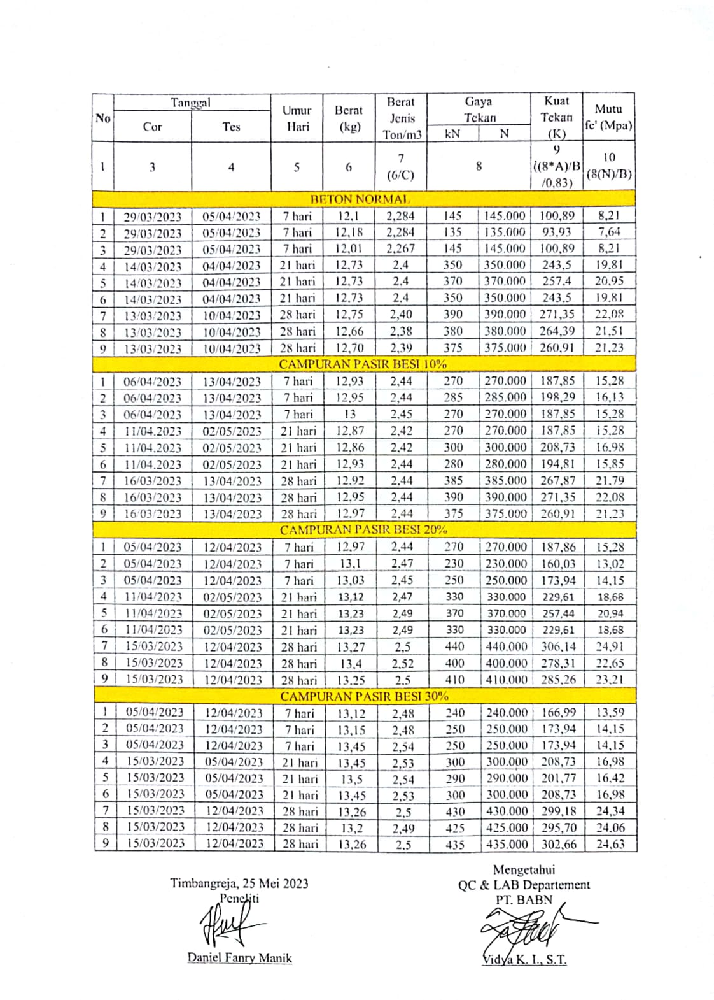 No Tanggal Umur Hari Berat (kg) Berat Jenis Ton/m3 Gaya Tekan Kuat Tekan (K) Mutu fc' (Mpa)
Cor Tes kN N
1 3 4 5 6 7 (6/C) 8 9 ((8*A)/B /0,83) 10 (8(N)/B)
BETON NORMAL
1 29/03/2023 05/04/2023 7 hari 12,1 2,284 145 145.000 100,89 8,21
2 29/03/2023 05/04/2023 7 hari 12,18 2,284 135 135.000 93,93 7,64
3 29/03/2023 05/04/2023 7 hari 12,01 2,267 145 145.000 100,89 8,21
4 14/03/2023 04/04/2023 21 hari 12,73 2,4 350 350.000 243,5 19,81
5 14/03/2023 04/04/2023 21 hari 12,73 2,4 370 370.000 257,4 20,95
6 14/03/2023 04/04/2023 21 hari 12,73 2,4 350 350.000 243,5 19,81
7 13/03/2023 10/04/2023 28 hari 12,75 2,40 390 390.000 271,35 22,08
8 13/03/2023 10/04/2023 28 hari 12,66 2,38 380 380.000 264,39 21,51
9 13/03/2023 10/04/2023 28 hari 12,70 2,39 375 375.000 260,91 21,23
CAMPURAN PASIR BESI 10%
1 06/04/2023 13/04/2023 7 hari 12,93 2,44 270 270.000 187,85 15,28
2 06/04/2023 13/04/2023 7 hari 12,95 2,44 285 285.000 198,29 16,13
3 06/04/2023 13/04/2023 7 hari 13 2,45 270 270.000 187,85 15,28
4 11/04.2023 02/05/2023 21 hari 12,87 2,42 270 270.000 187,85 15,28
5 11/04.2023 02/05/2023 21 hari 12,86 2,42 300 300.000 208,73 16,98
6 11/04.2023 02/05/2023 21 hari 12,93 2,44 280 280.000 194,81 15,85
7 16/03/2023 13/04/2023 28 hari 12,92 2,44 385 385.000 267,87 21,79
8 16/03/2023 13/04/2023 28 hari 12,95 2,44 390 390.000 271,35 22,08
9 16/03/2023 13/04/2023 28 hari 12,97 2,44 375 375.000 260,91 21,23
CAMPURAN PASIR BESI 20%
1 05/04/2023 12/04/2023 7 hari 12,97 2,44 270 270.000 187,86 15,28
2 05/04/2023 12/04/2023 7 hari 13,1 2,47 230 230.000 160,03 13,02
3 05/04/2023 12/04/2023 7 hari 13,03 2,45 250 250.000 173,94 14,15
4 11/04/2023 02/05/2023 21 hari 13,12 2,47 330 330.000 229,61 18,68
5 11/04/2023 02/05/2023 21 hari 13,23 2,49 370 370.000 257,44 20,94
6 11/04/2023 02/05/2023 21 hari 13,23 2,49 330 330.000 229,61 18,68
7 15/03/2023 12/04/2023 28 hari 13,27 2,5 440 440.000 306,14 24,91
8 15/03/2023 12/04/2023 28 hari 13,4 2,52 400 400.000 278,31 22,65
9 15/03/2023 12/04/2023 28 hari 13,25 2,5 410 410.000 285,26 23,21
CAMPURAN PASIR BESI 30%
1 05/04/2023 12/04/2023 7 hari 13,12 2,48 240 240.000 166,99 13,59
2 05/04/2023 12/04/2023 7 hari 13,15 2,48 250 250.000 173,94 14,15
3 05/04/2023 12/04/2023 7 hari 13,45 2,54 250 250.000 173,94 14,15
4 15/03/2023 05/04/2023 21 hari 13,45 2,53 300 300.000 208,73 16,98
5 15/03/2023 05/04/2023 21 hari 13,5 2,54 290 290.000 201,77 16,42
6 15/03/2023 05/04/2023 21 hari 13,45 2,53 300 300.000 208,73 16,98
7 15/03/2023 12/04/2023 28 hari 13,26 2,5 430 430.000 299,18 24,34
8 15/03/2023 12/04/2023 28 hari 13,2 2,49 425 425.000 295,70 24,06
9 15/03/2023 12/04/2023 28 hari 13,26 2,5 435 435.000 302,66 24,63
Timbangreja, 25 Mei 2023
Peneliti
Daniel Fanry Manik
Mengetahui
QC & LAB Departement
PT. BABN
Vidya K. I., S.T.